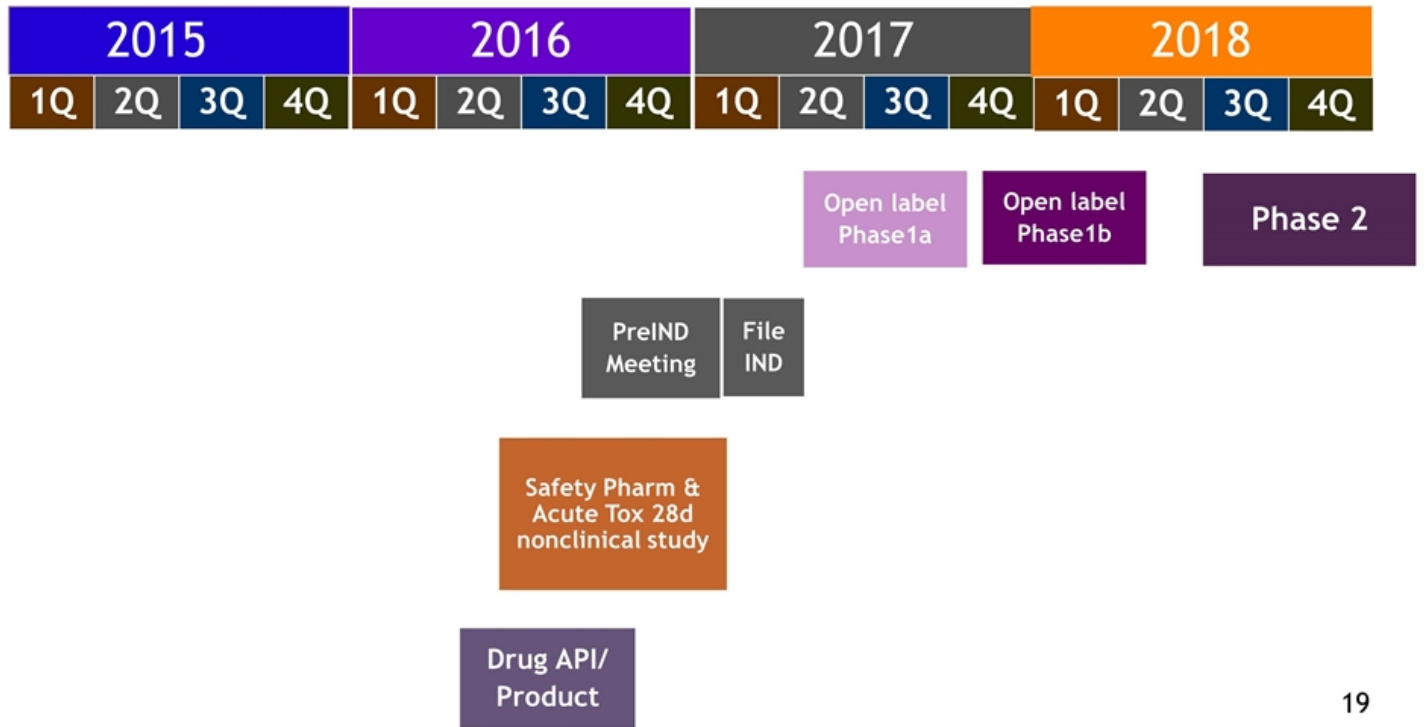 2015 2016 2017 2018
1Q 2Q 3Q 4Q 1Q 2Q 3Q 4Q 1Q 2Q 3Q 4Q 1Q 2Q 3Q 4Q
Open label
Phase1a
Open label
Phase1b
Phase 2
PreIND
Meeting
File
IND
Safety Pharm &
Acute Tox 28d
nonclinical study
Drug API/
Product
19